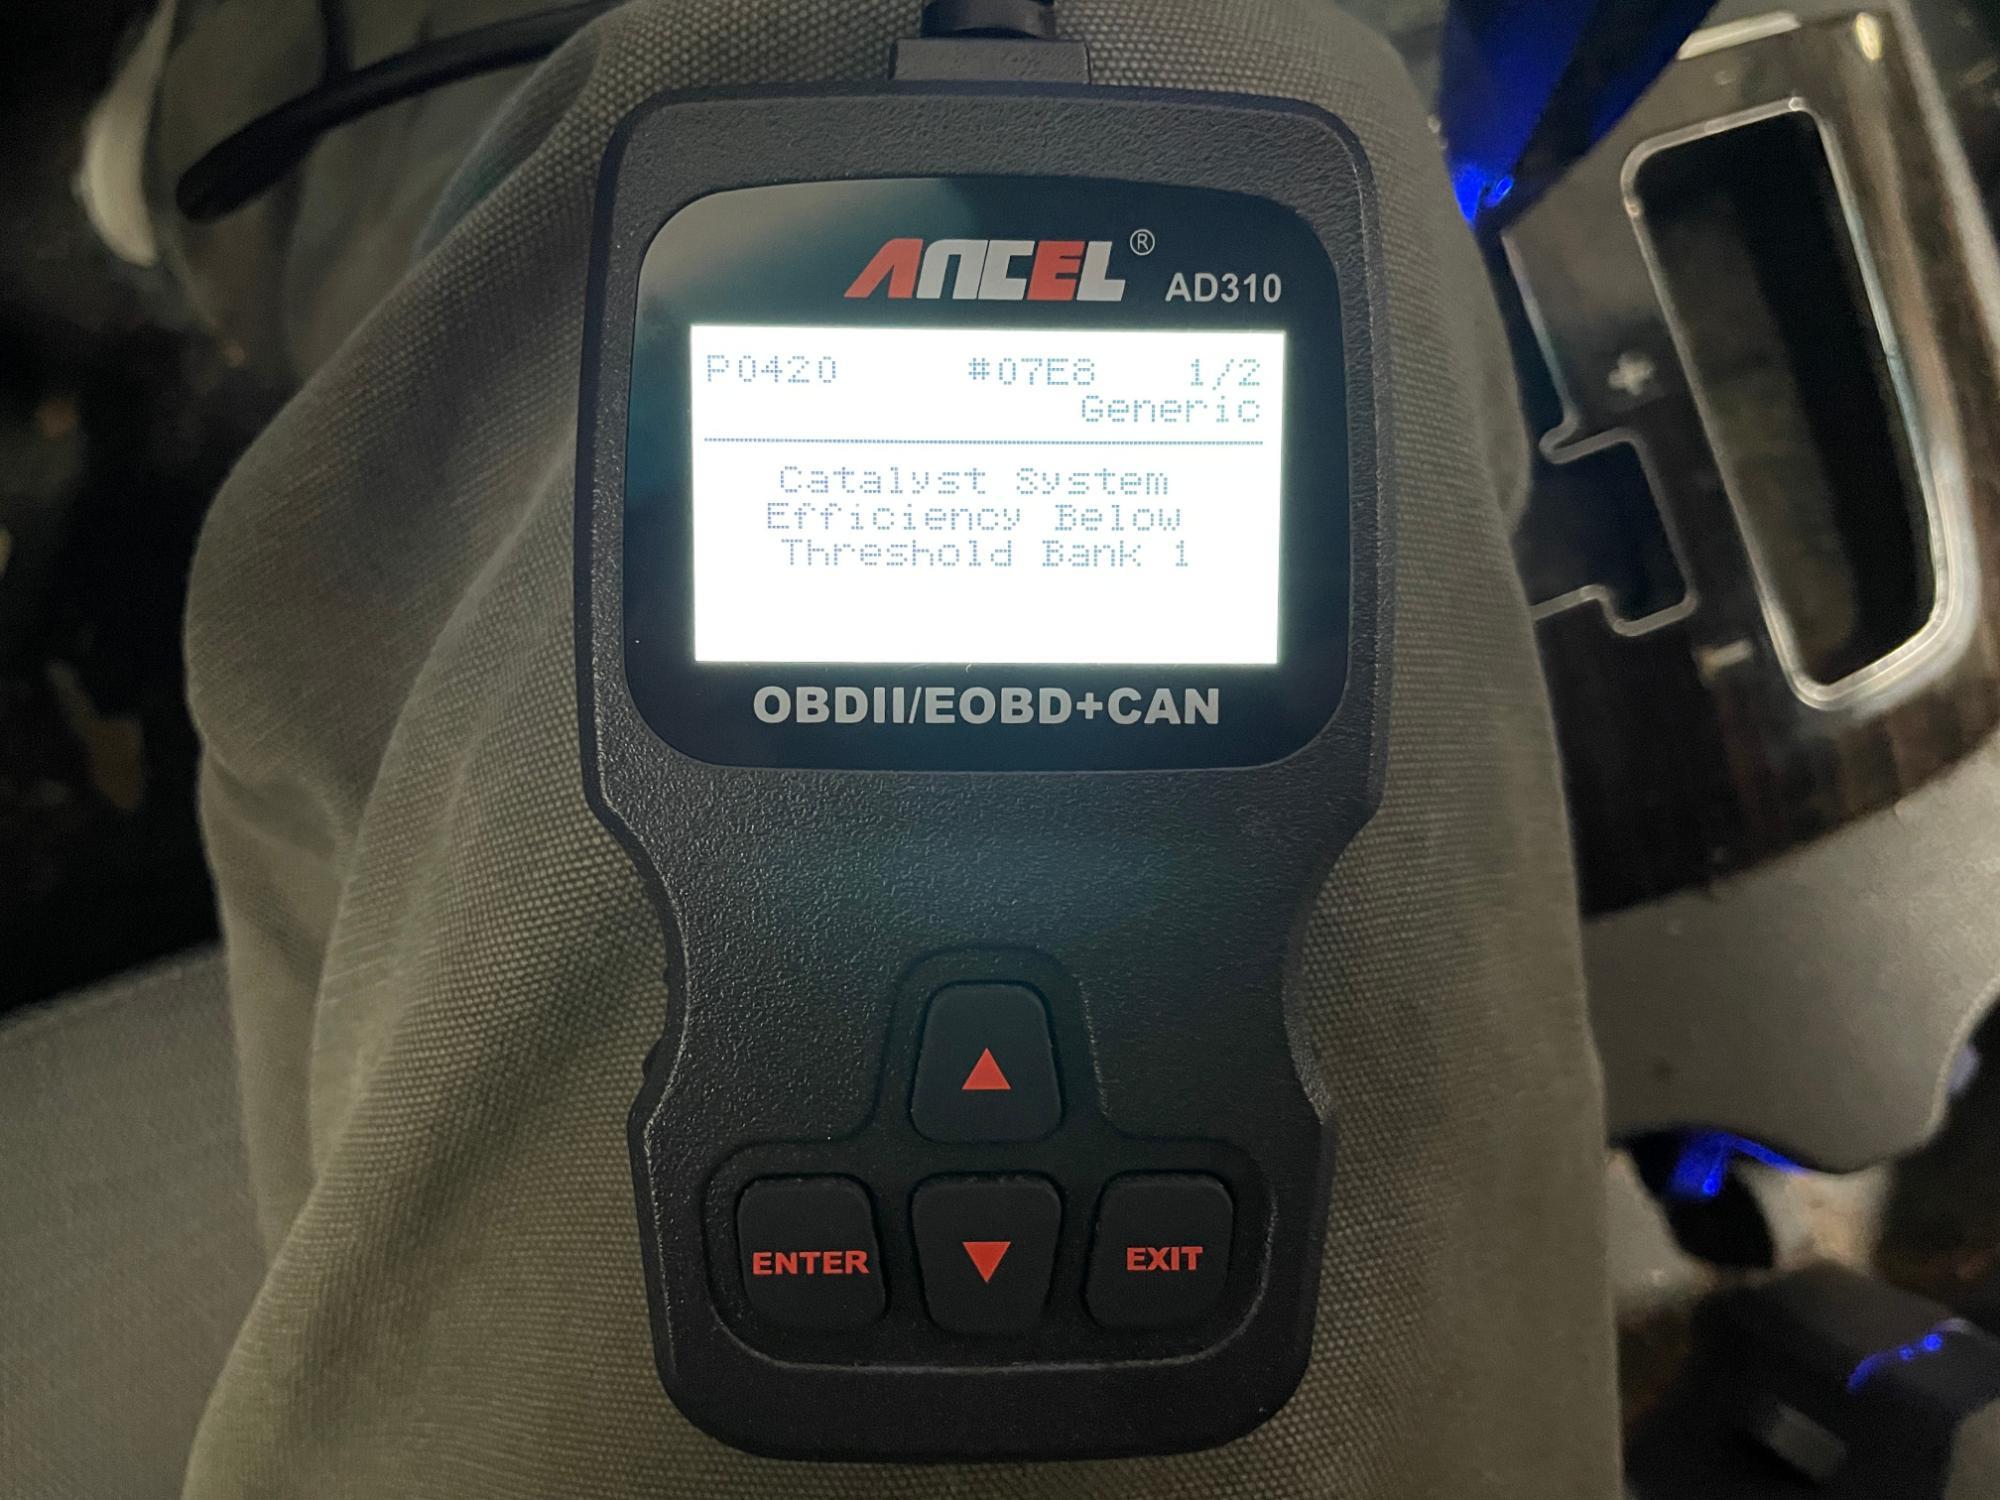 ANCEL® AD310
P0420 #07E8 1/2
Generic
Catalyst System
Efficiency Below
Threshold Bank 1
OBDII/EOBD+CAN
ENTER EXIT